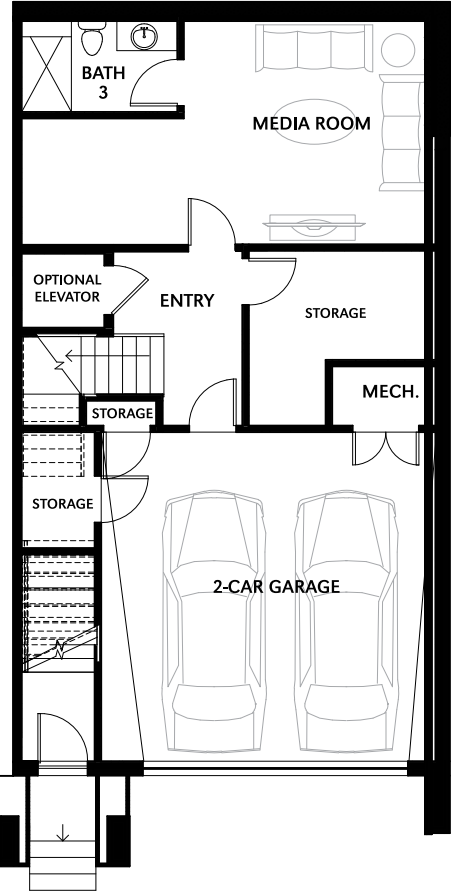 BATH
3
MEDIA ROOM
OPTIONAL
ELEVATOR
ENTRY
STORAGE
MECH.
STORAGE
STORAGE
2-CAR GARAGE